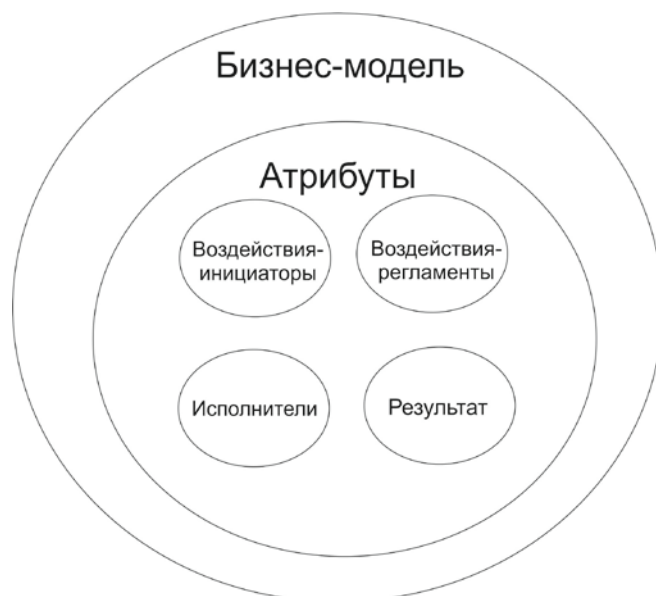 Бизнес-модель
Атрибуты
Воздействия-
инициаторы
Воздействия-
регламенты
Исполнители
Результат